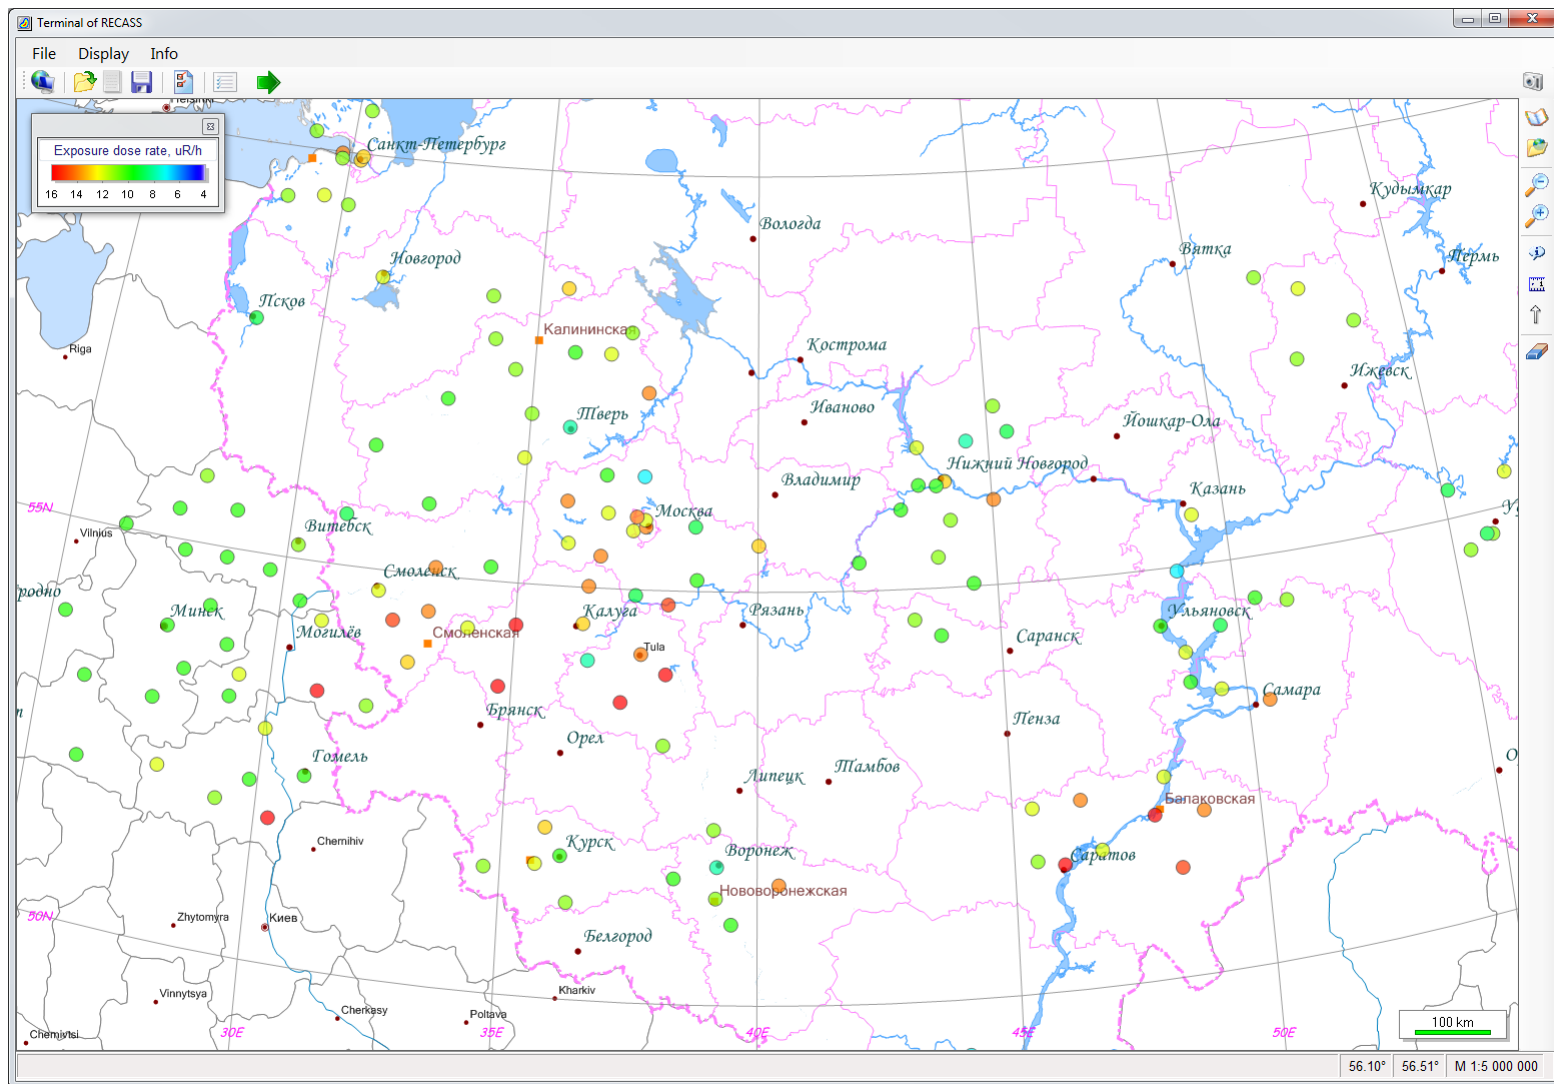 Terminal of RECASS
File Display Info
Helsinki
Exposure dose rate, uR/h
16 14 12 10 8 6 4
Санкт-Петербург
Кудымкар
Вологда
Вятка
Пермь
Новгород
Псков
Калининская
Riga
Кострома
Ижевск
Иваново
Тверь
Йошкар-Ола
Нижний Новгород
Владимир
Казань
55N
Москва
Витебск
Vilnius
Смоленск
родно
Минск
Калуга
Рязань
Ульяновск
Могилёв
Смоленская
Саранск
Tula
Самара
Брянск
Пенза
Орел
Гомель
Липецк
Тамбов
Балаковская
Chernihiv
Курск
Воронеж
Саратов
Нововоронежская
50N
Zhytomyra
Киев
Белгород
Vinnytsya
Kharkiv
Cherkasy
Poltava
Chernivtsi
30E 35E 40E 45E 50E
100 km
56.10° 56.51° M 1:5 000 000